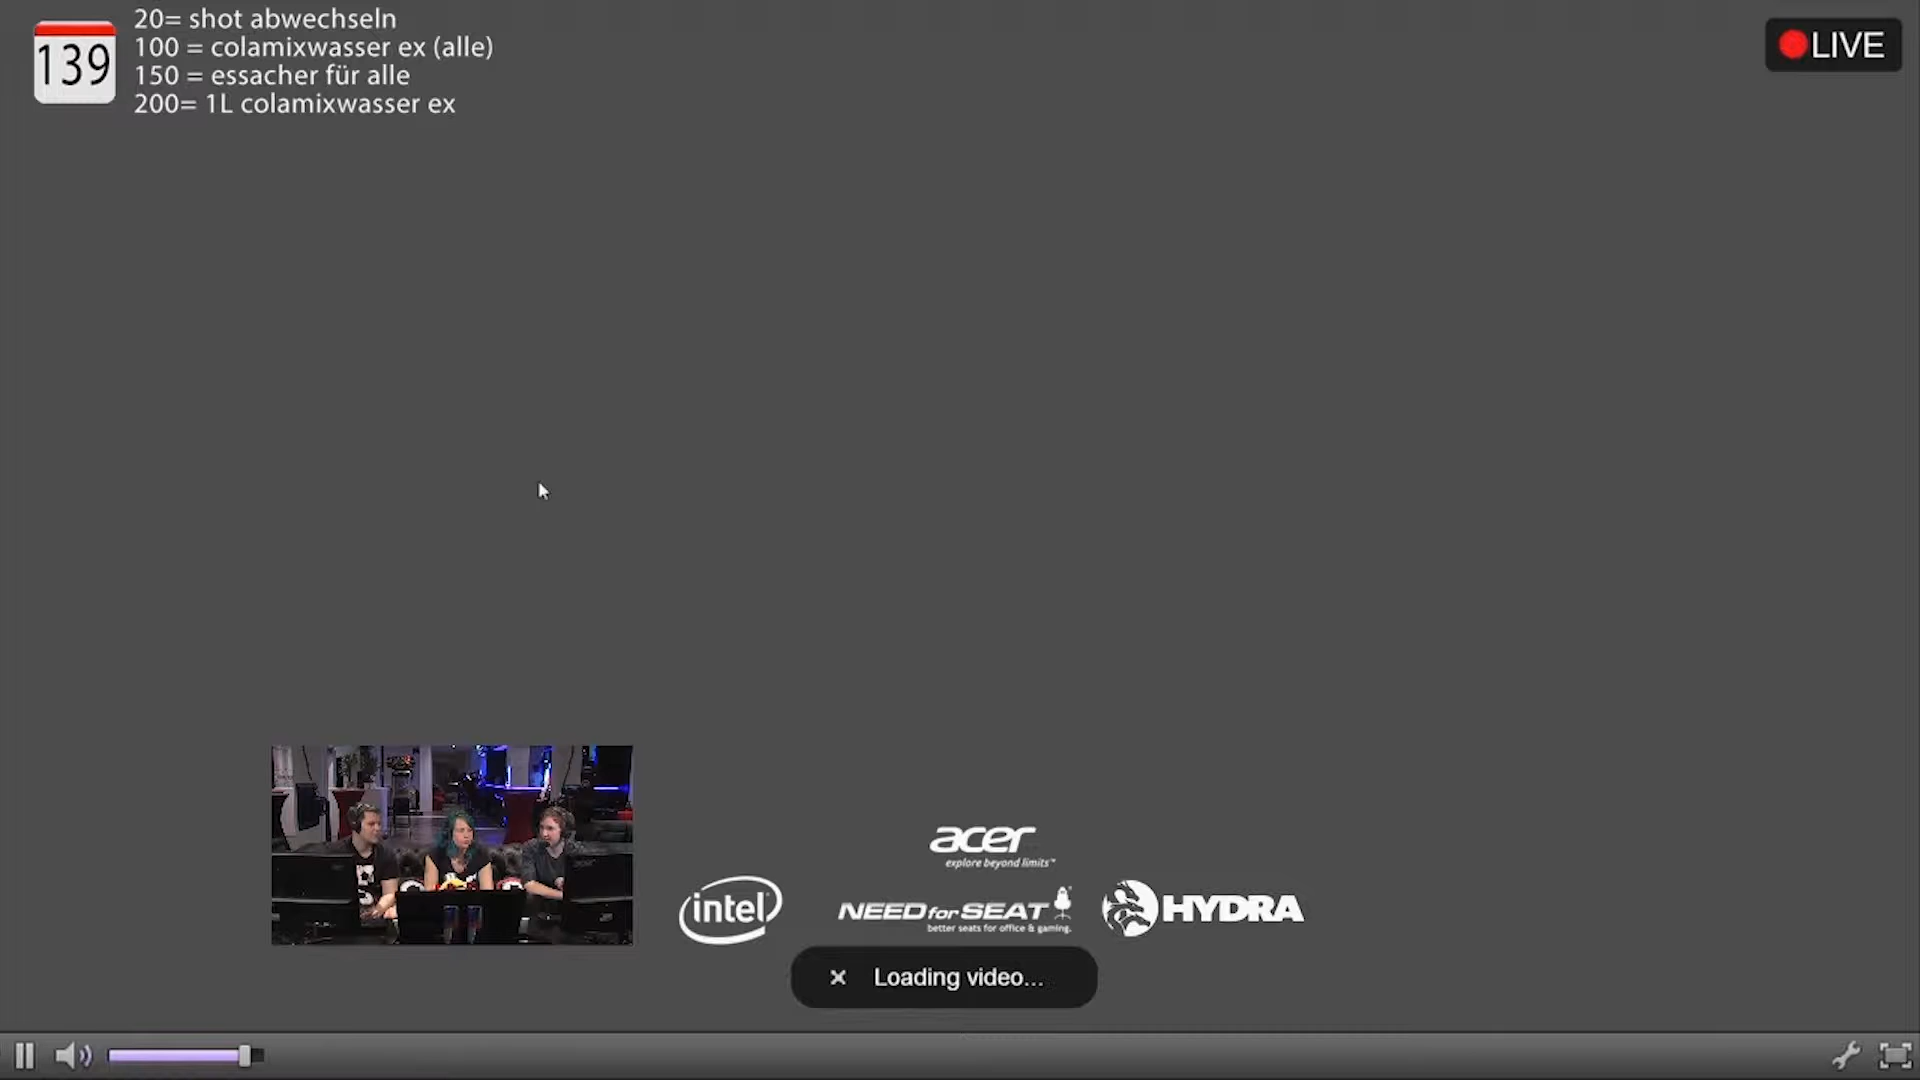 139
20= shot abwechseln
100 = colamixwasser ex (alle)
150 = essacher für alle
200= 1L colamixwasser ex
LIVE
acer
explore beyond limits™
intel
NEED for SEAT
better seats for office & gaming.
HYDRA
Loading video...